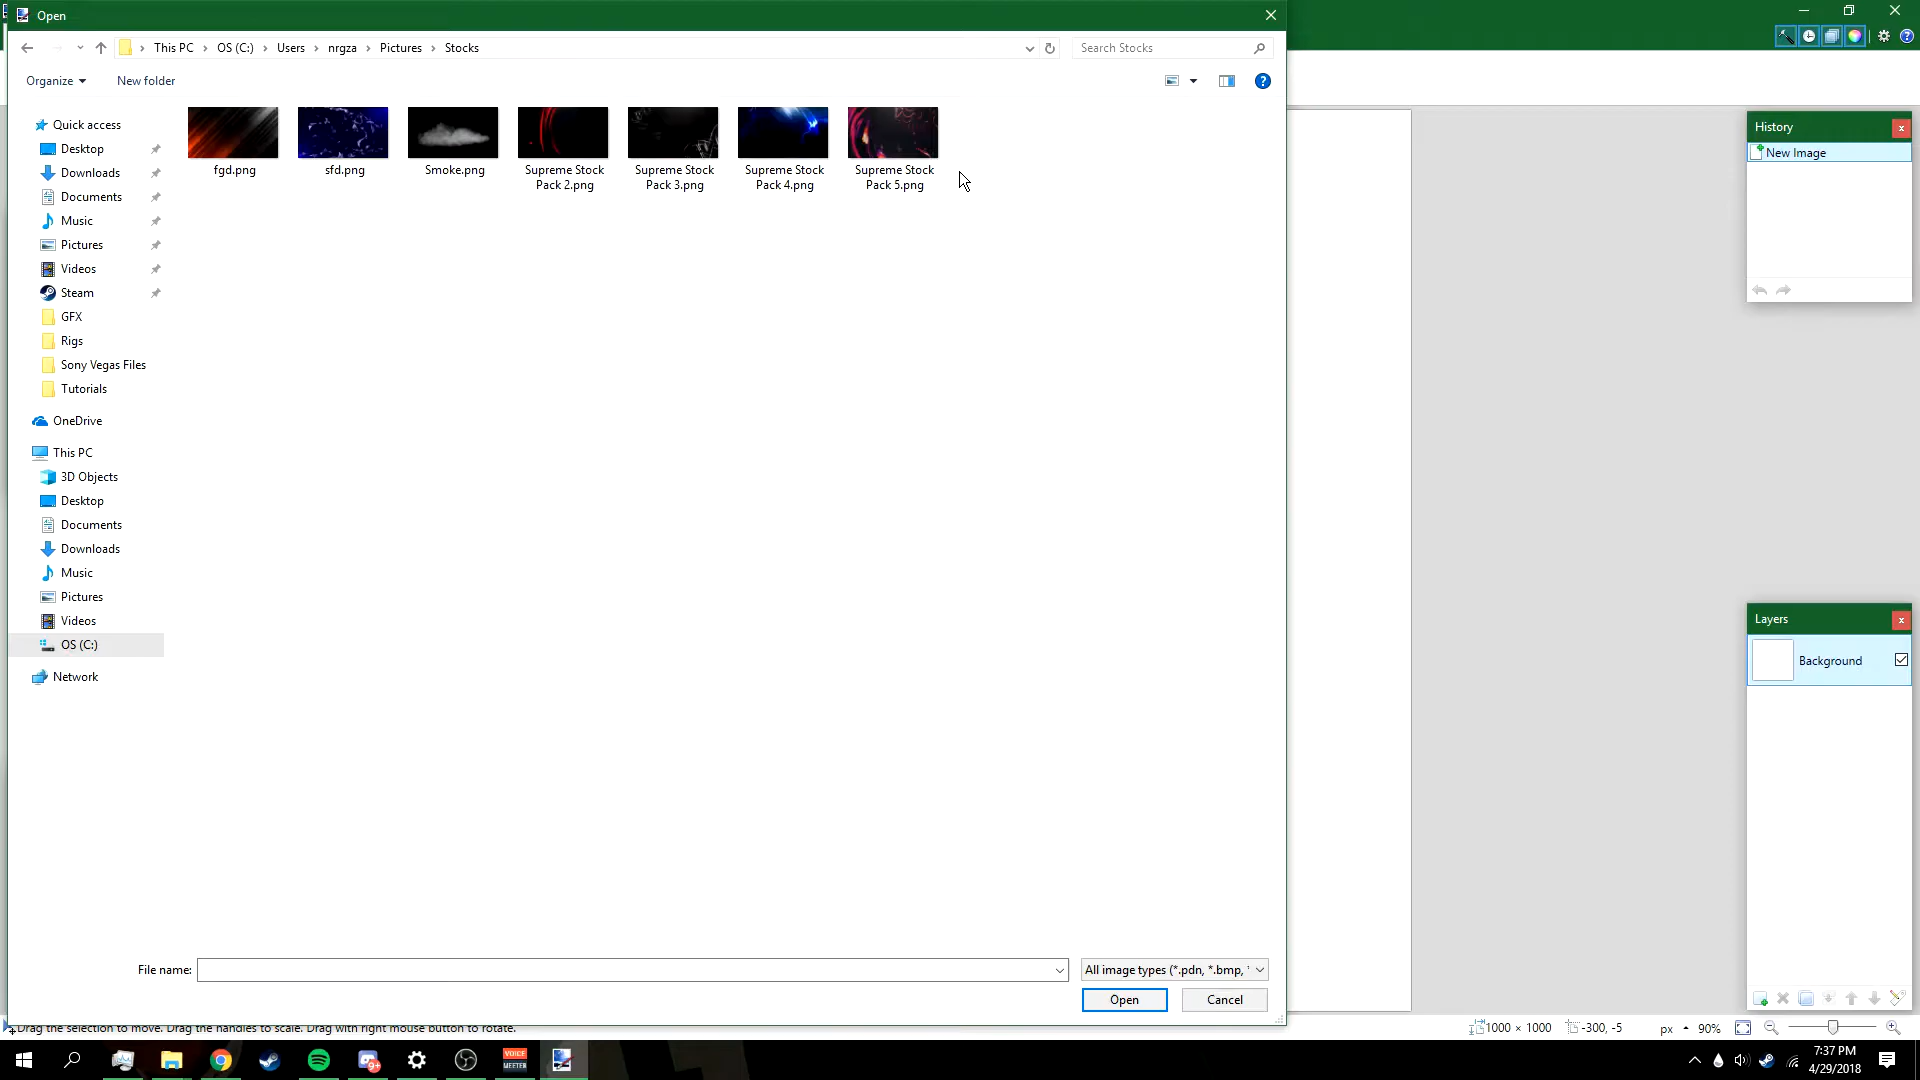 Open
This PC > OS (C:) > Users > nrgza > Pictures > Stocks
Search Stocks
Organize
New folder
Quick access
Desktop
Downloads
Documents
Music
Pictures
Videos
Steam
GFX
Rigs
Sony Vegas Files
Tutorials
OneDrive
This PC
3D Objects
Desktop
Documents
Downloads
Music
Pictures
Videos
OS (C:)
Network
fgd.png
sfd.png
Smoke.png
Supreme Stock
Pack 2.png
Supreme Stock
Pack 3.png
Supreme Stock
Pack 4.png
Supreme Stock
Pack 5.png
File name:
All image types (*.pdn, *.bmp, *
Open
Cancel
History
New Image
Layers
Background
Drag the selection to move. Drag the handles to scale. Drag with right mouse button to rotate.
1000 × 1000
-300, -5
px
90%
9+
VOICE
MEETER
7:37 PM
4/29/2018